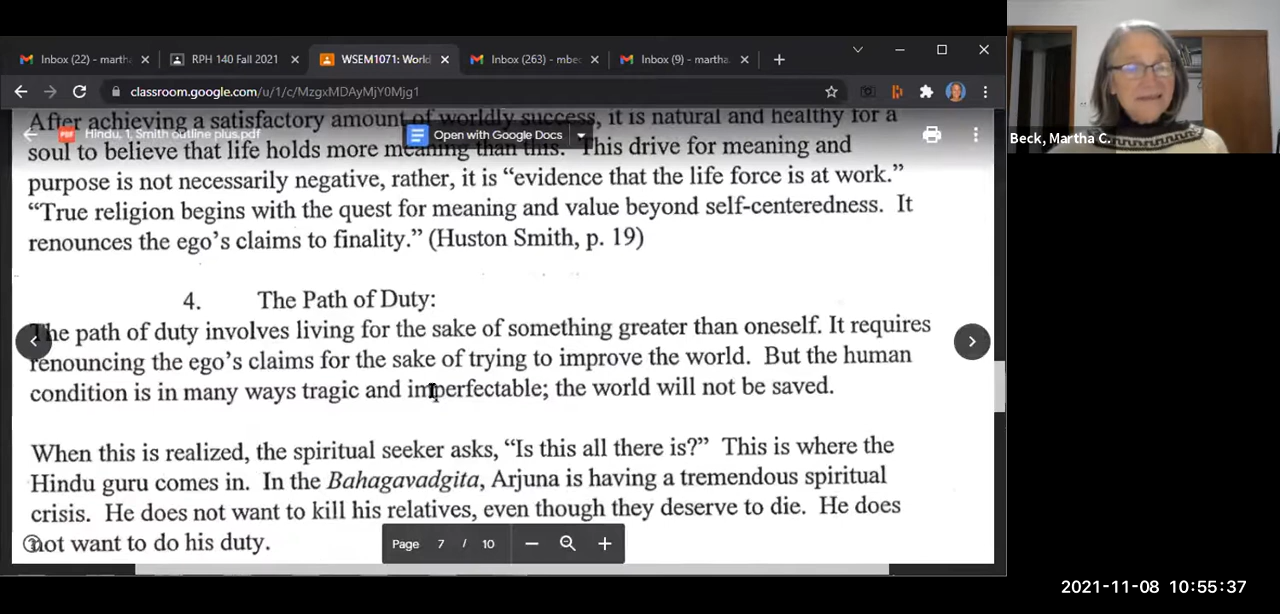 Inbox (22) - marth
RPH 140 Fall 2021
WSEM1071: World
Inbox (263) - mbec
Inbox (9) - martha
classroom.google.com/u/1/c/MzgxMDAyMjY0Mjg1
After achieving a satisfactory amount of worldly success, it is natural and healthy for a
Hindu, 1, Smith outline plus.pdf
Open with Google Docs
soul to believe that life holds more meaning than this. This drive for meaning and
purpose is not necessarily negative, rather, it is “evidence that the life force is at work.”
“True religion begins with the quest for meaning and value beyond self-centeredness. It
renounces the ego’s claims to finality.” (Huston Smith, p. 19)
4. The Path of Duty:
The path of duty involves living for the sake of something greater than oneself. It requires
renouncing the ego’s claims for the sake of trying to improve the world. But the human
condition is in many ways tragic and imperfectable; the world will not be saved.
When this is realized, the spiritual seeker asks, “Is this all there is?” This is where the
Hindu guru comes in. In the Bahagavadgita, Arjuna is having a tremendous spiritual
crisis. He does not want to kill his relatives, even though they deserve to die. He does
not want to do his duty.
Page 7 / 10
Beck, Martha C.
2021-11-08 10:55:37